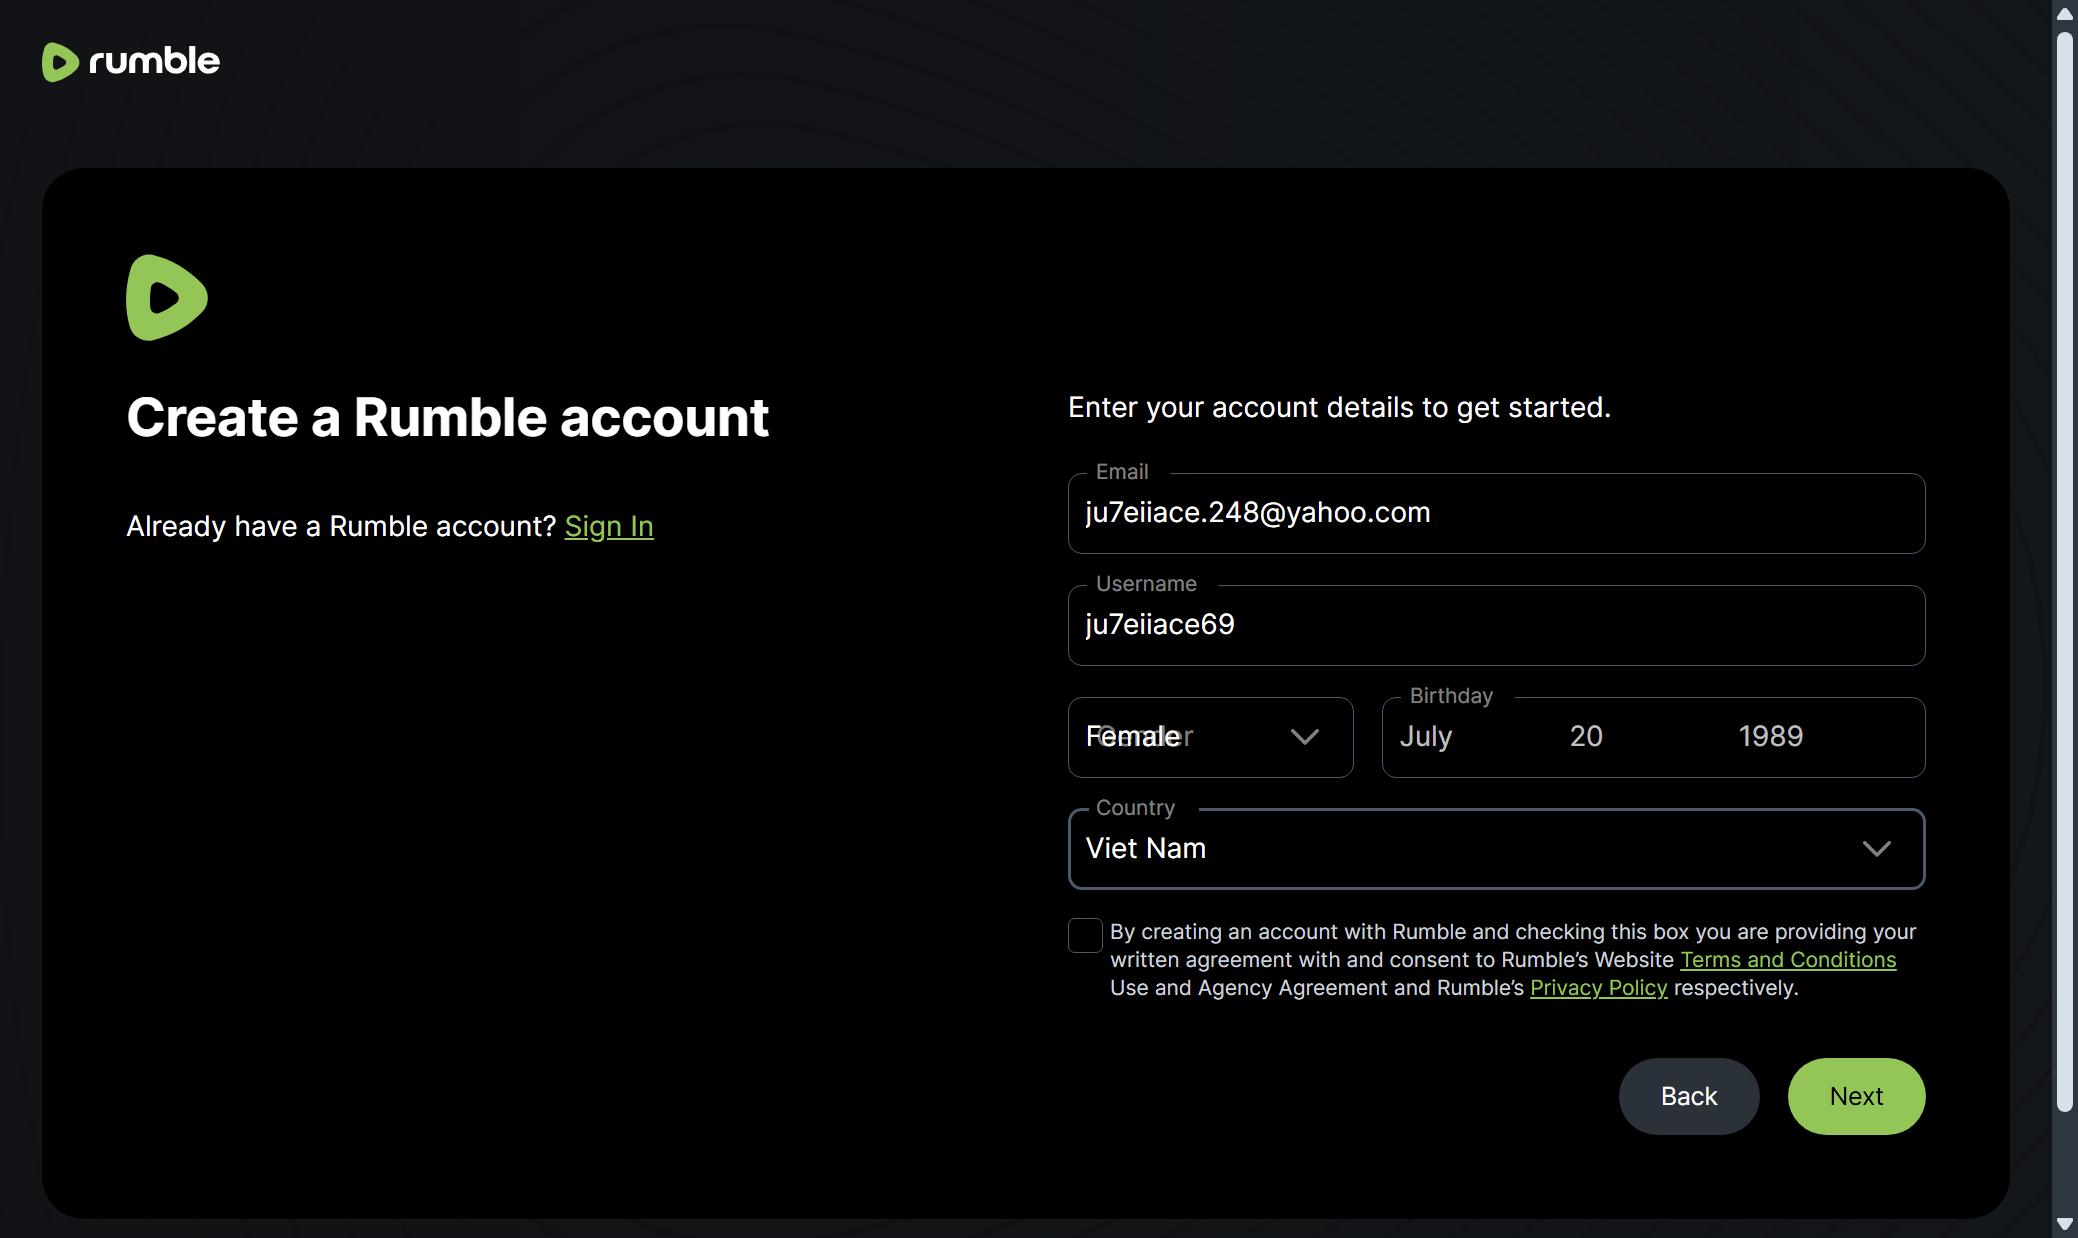 rumble
Create a Rumble account
Already have a Rumble account? Sign In
Enter your account details to get started.
Email
ju7eiiace.248@yahoo.com
Username
ju7eiiace69
Gender
Female
Birthday
July 20 1989
Country
Viet Nam
By creating an account with Rumble and checking this box you are providing your
written agreement with and consent to Rumble’s Website Terms and Conditions
Use and Agency Agreement and Rumble’s Privacy Policy respectively.
Back Next